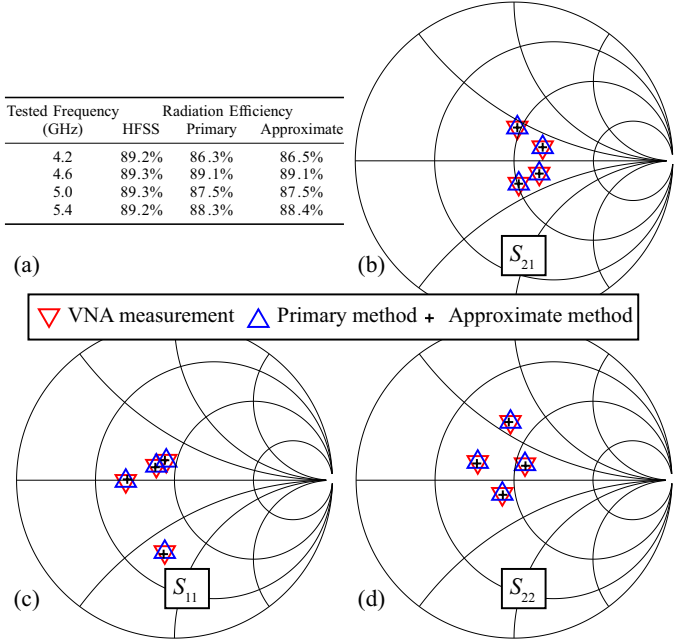 Tested Frequency Radiation Efficiency
(GHz) HFSS Primary Approximate
4.2 89.2% 86.3% 86.5%
4.6 89.3% 89.1% 89.1%
5.0 89.3% 87.5% 87.5%
5.4 89.2% 88.3% 88.4%
(a)
(b)
S21
VNA measurement Primary method + Approximate method
(c)
S11
(d)
S22